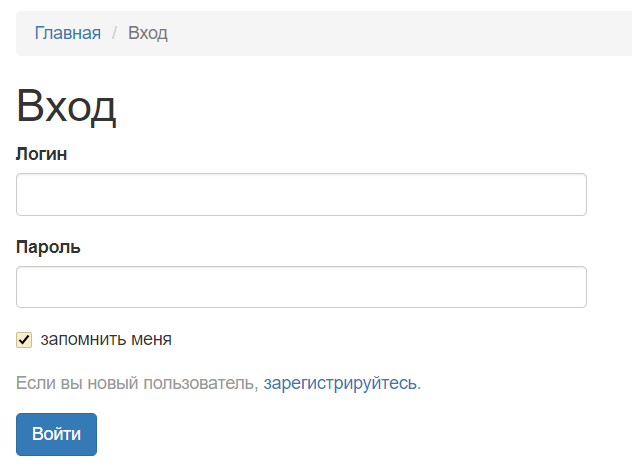 Главная / Вход
Вход
Логин
Пароль
запомнить меня
Если вы новый пользователь, зарегистрируйтесь.
Войти